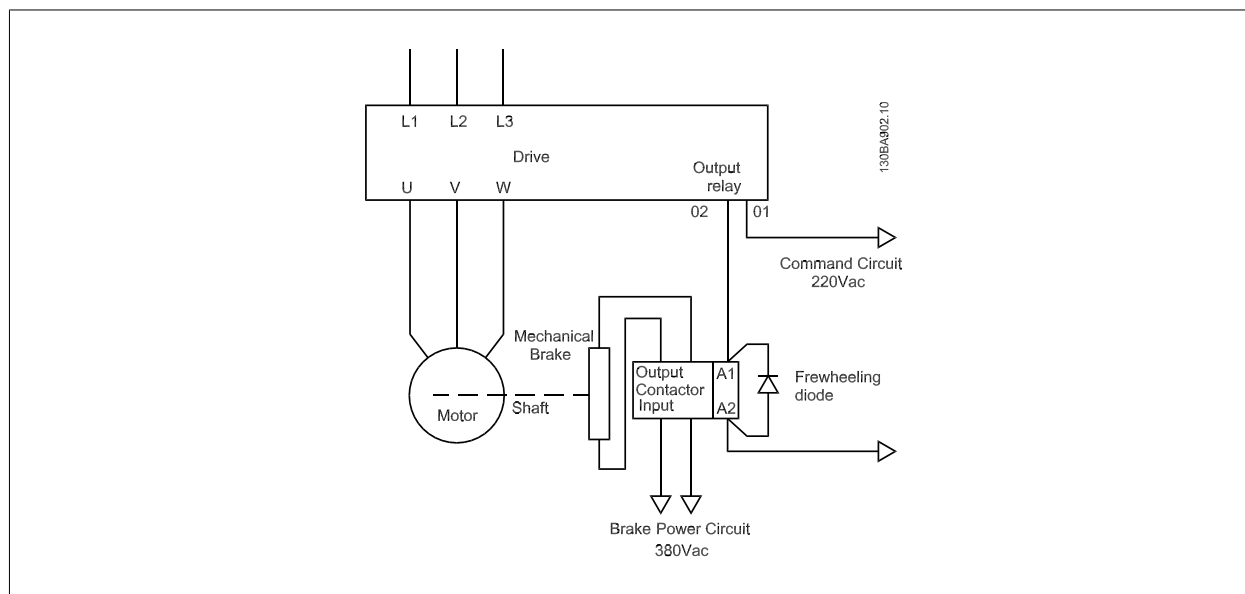 L1 L2 L3
Drive
130BA902.10
U V W
Output
relay
02 01
Command Circuit
220Vac
Mechanical
Brake
Output
Contactor
Input
A1
A2
Frewheeling
diode
Motor
Shaft
Brake Power Circuit
380Vac